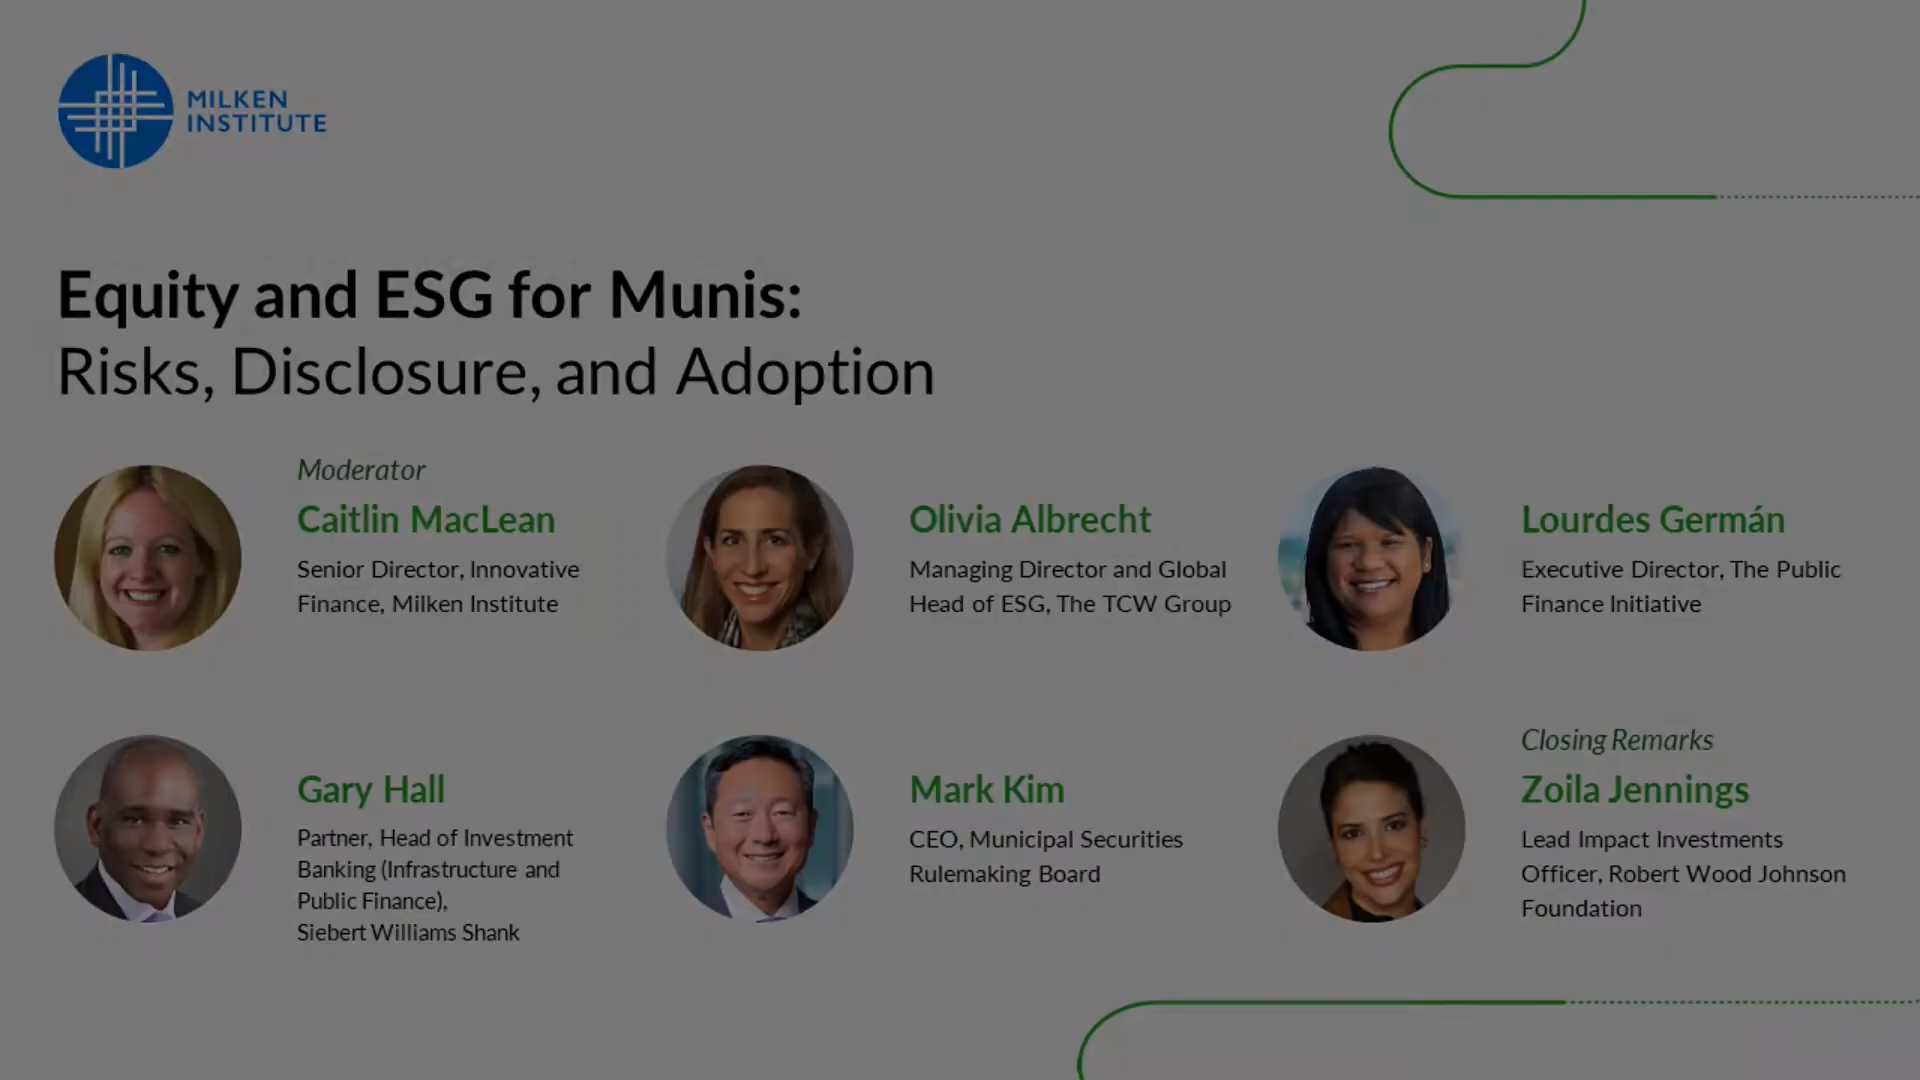 MILKEN
INSTITUTE
Equity and ESG for Munis:
Risks, Disclosure, and Adoption
Moderator
Caitlin MacLean
Senior Director, Innovative
Finance, Milken Institute
Olivia Albrecht
Managing Director and Global
Head of ESG, The TCW Group
Lourdes Germán
Executive Director, The Public
Finance Initiative
Gary Hall
Partner, Head of Investment
Banking (Infrastructure and
Public Finance),
Siebert Williams Shank
Mark Kim
CEO, Municipal Securities
Rulemaking Board
Closing Remarks
Zoila Jennings
Lead Impact Investments
Officer, Robert Wood Johnson
Foundation